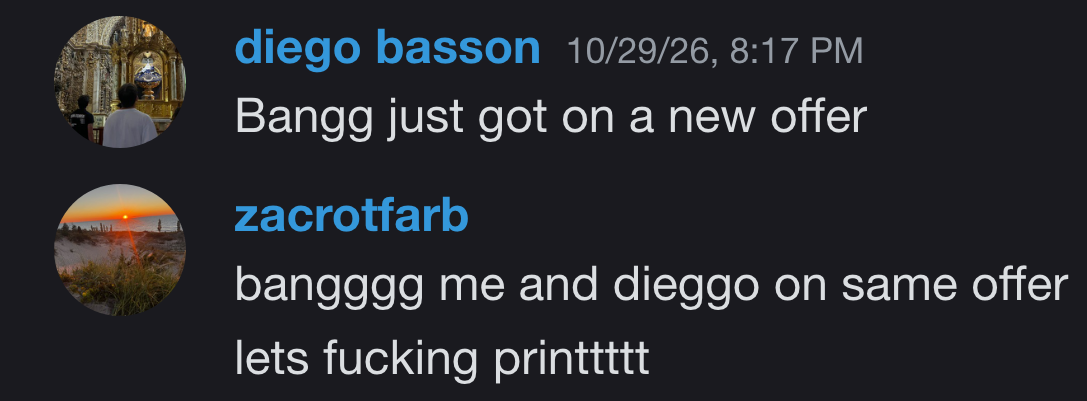 diego basson 10/29/26, 8:17 PM
Bangg just got on a new offer
zacrotfarb
bangggg me and dieggo on same offer
lets fucking printtttt